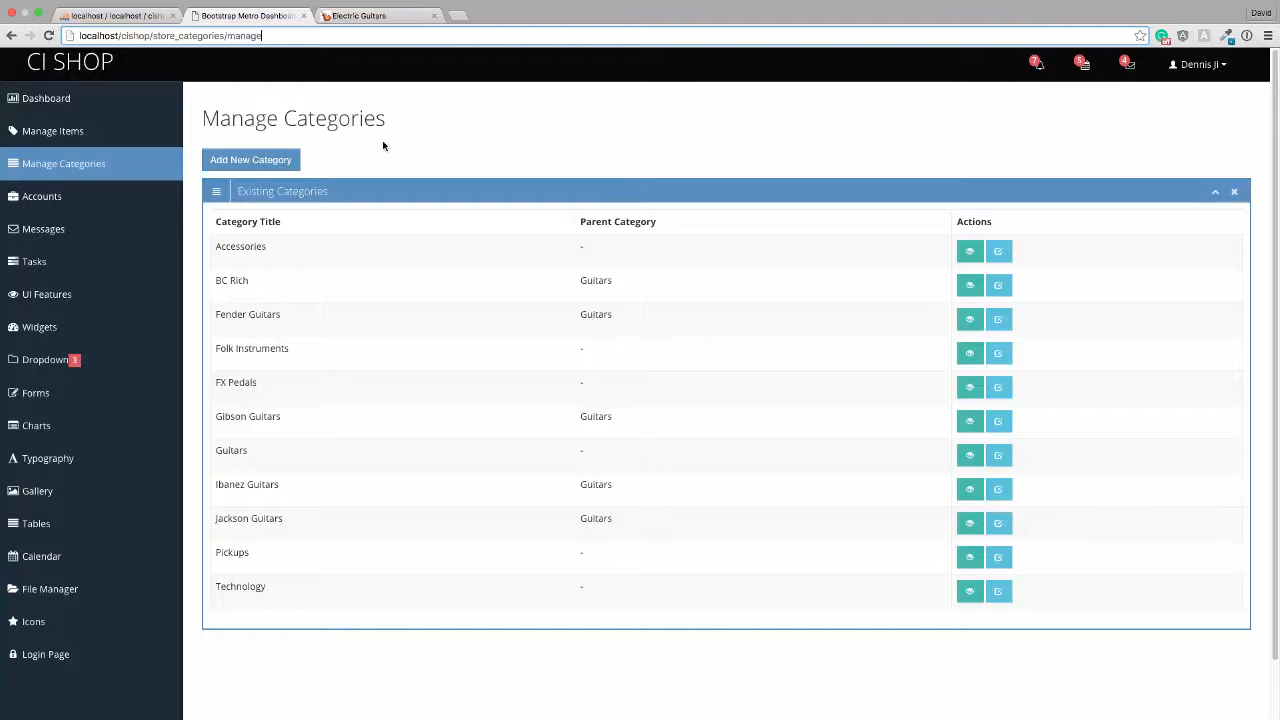 localhost / localhost / cish
Bootstrap Metro Dashboa
Electric Guitars
David
localhost/cishop/store_categories/manage
CI SHOP
7
5
4
Dennis Ji
Dashboard
Manage Items
Manage Categories
Accounts
Messages
Tasks
UI Features
Widgets
Dropdown 3
Forms
Charts
Typography
Gallery
Tables
Calendar
File Manager
Icons
Login Page
Manage Categories
Add New Category
Existing Categories
Category Title Parent Category Actions
Accessories -
BC Rich Guitars
Fender Guitars Guitars
Folk Instruments -
FX Pedals -
Gibson Guitars Guitars
Guitars -
Ibanez Guitars Guitars
Jackson Guitars Guitars
Pickups -
Technology -